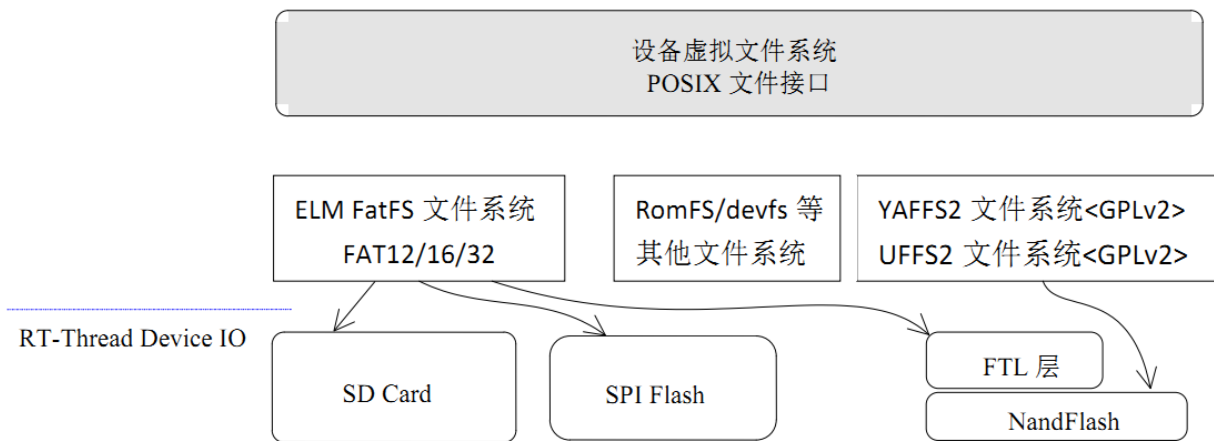 设备虚拟文件系统
POSIX 文件接口
ELM FatFS 文件系统
FAT12/16/32
RomFS/devfs 等
其他文件系统
YAFFS2 文件系统<GPLv2>
UFFS2 文件系统<GPLv2>
RT-Thread Device IO
SD Card
SPI Flash
FTL 层
NandFlash